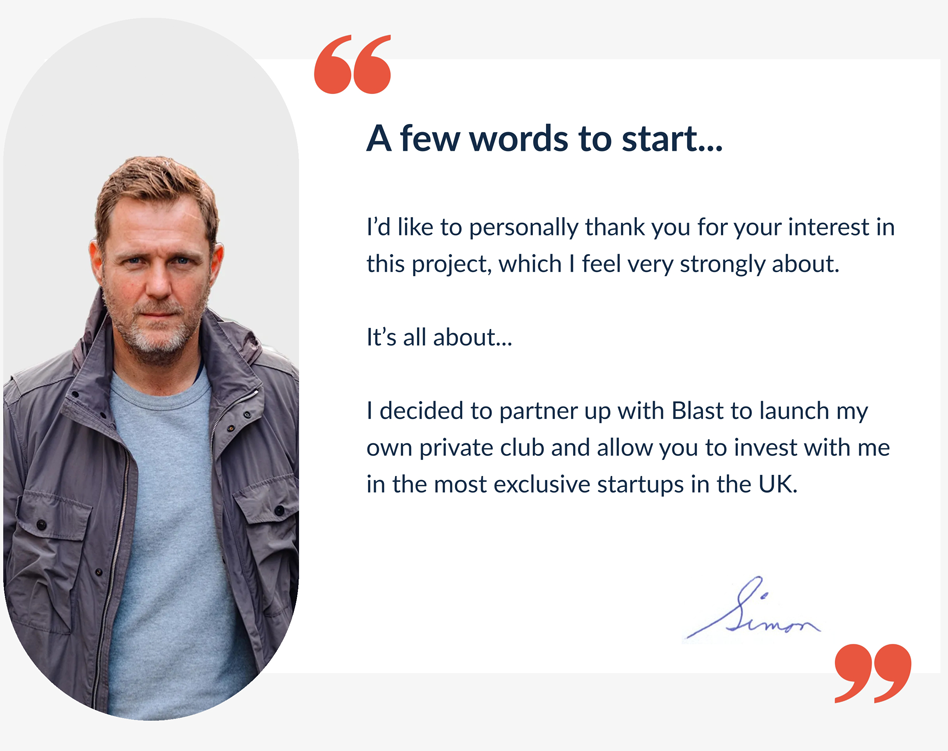 A few words to start...
I’d like to personally thank you for your interest in
this project, which I feel very strongly about.
It’s all about...
I decided to partner up with Blast to launch my
own private club and allow you to invest with me
in the most exclusive startups in the UK.
Simon